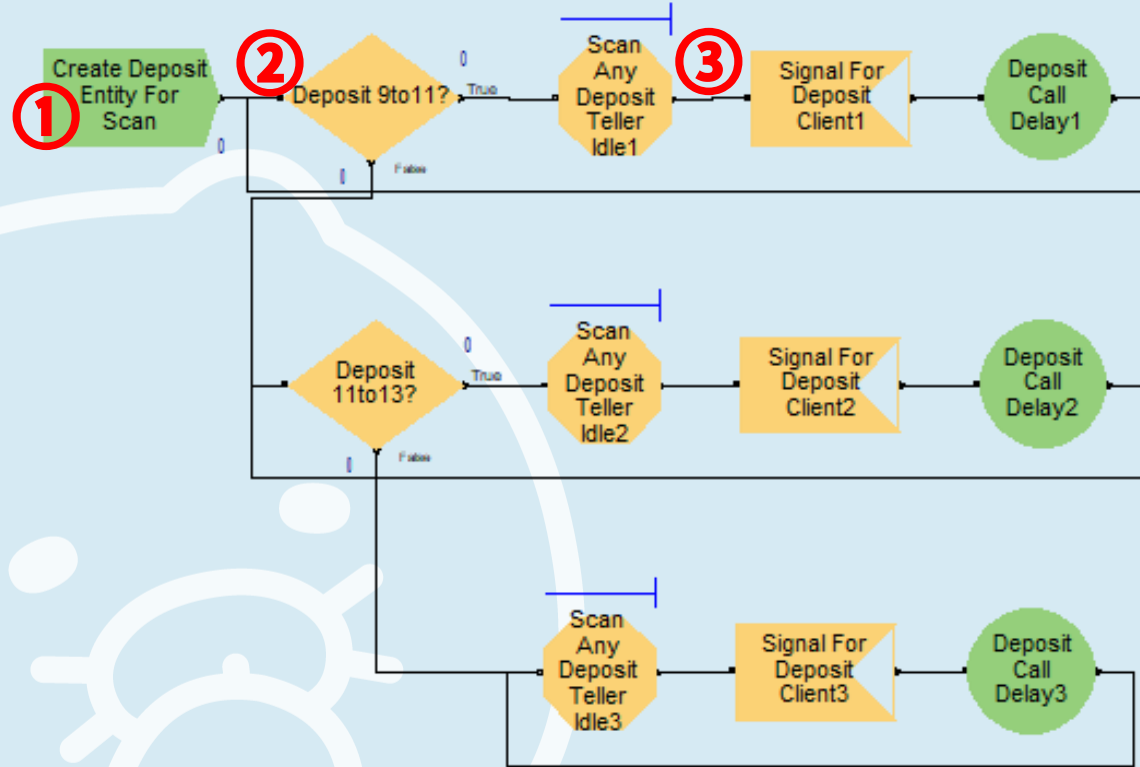 ①
Create Deposit
Entity For
Scan
0
②
Deposit 9to11?
0
True
0
False
Scan
Any
Deposit
Teller
Idle1
③
Signal For
Deposit
Client1
Deposit
Call
Delay1
Deposit
11to13?
0
True
0
False
Scan
Any
Deposit
Teller
Idle2
Signal For
Deposit
Client2
Deposit
Call
Delay2
Scan
Any
Deposit
Teller
Idle3
Signal For
Deposit
Client3
Deposit
Call
Delay3